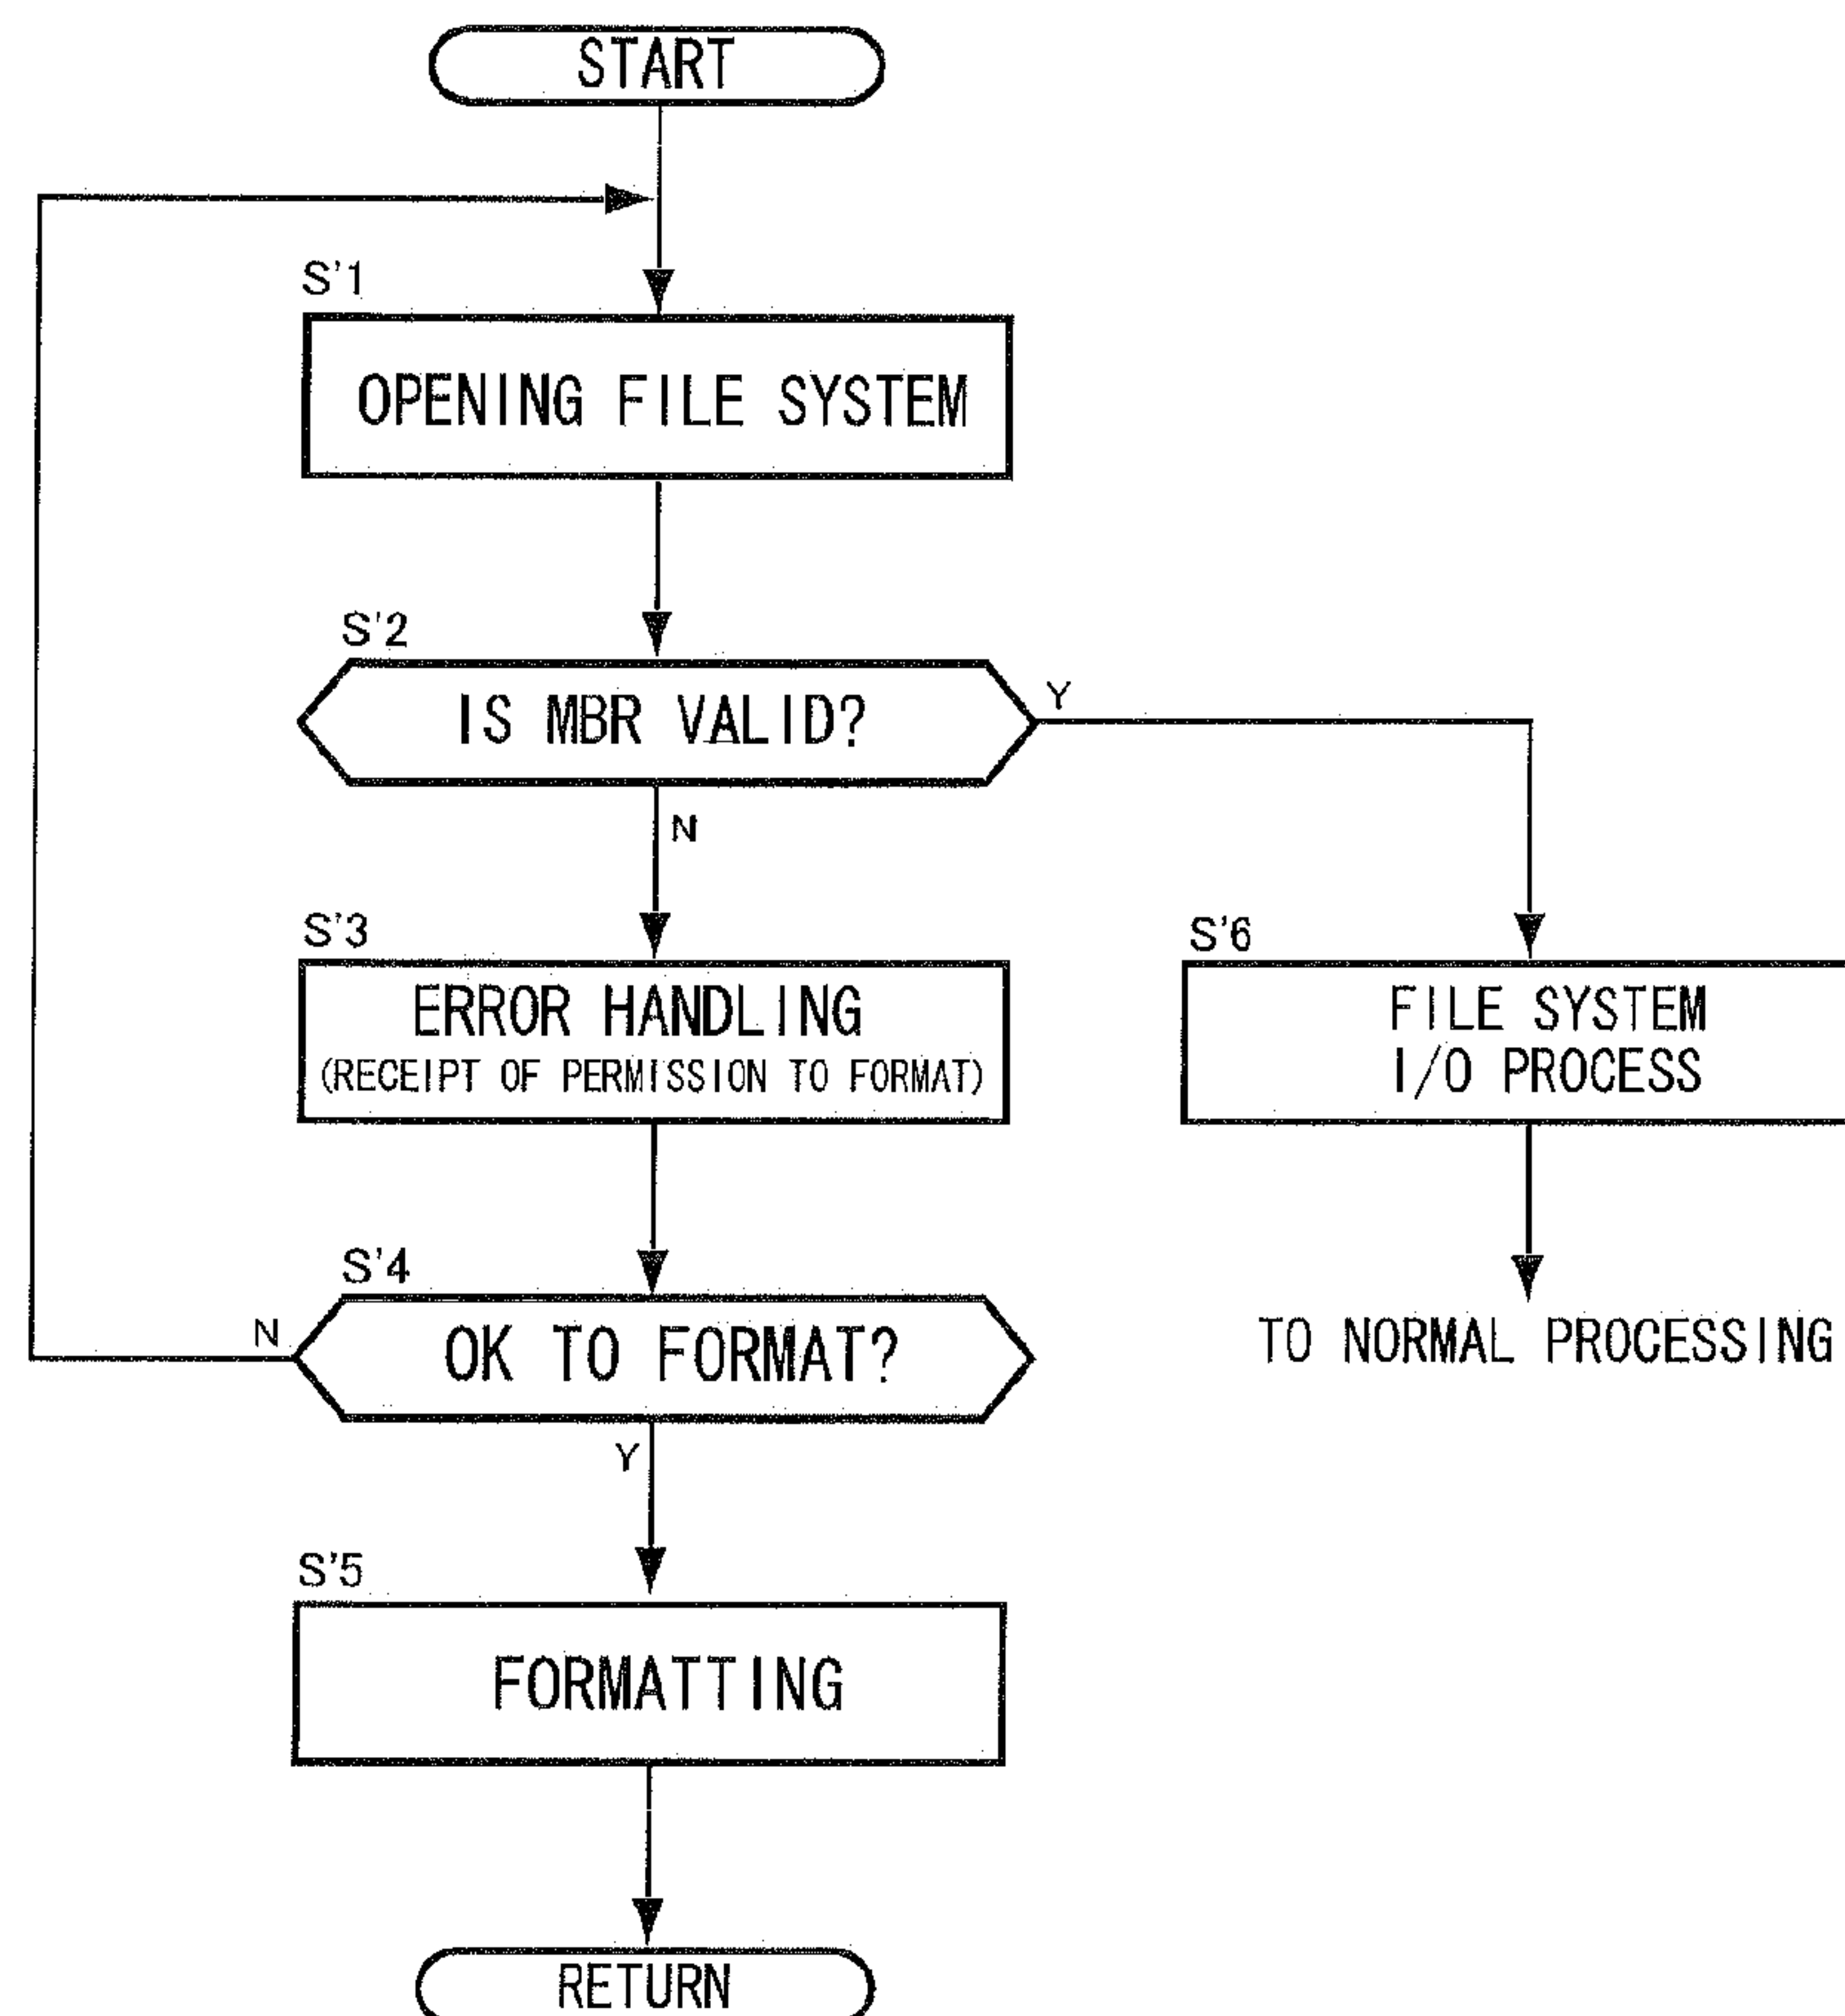 START
S'1
OPENING FILE SYSTEM
S'2
IS MBR VALID?
Y
N
S'3
ERROR HANDLING
(RECEIPT OF PERMISSION TO FORMAT)
S'6
FILE SYSTEM
I/O PROCESS
S'4
N
OK TO FORMAT?
TO NORMAL PROCESSING
Y
S'5
FORMATTING
RETURN